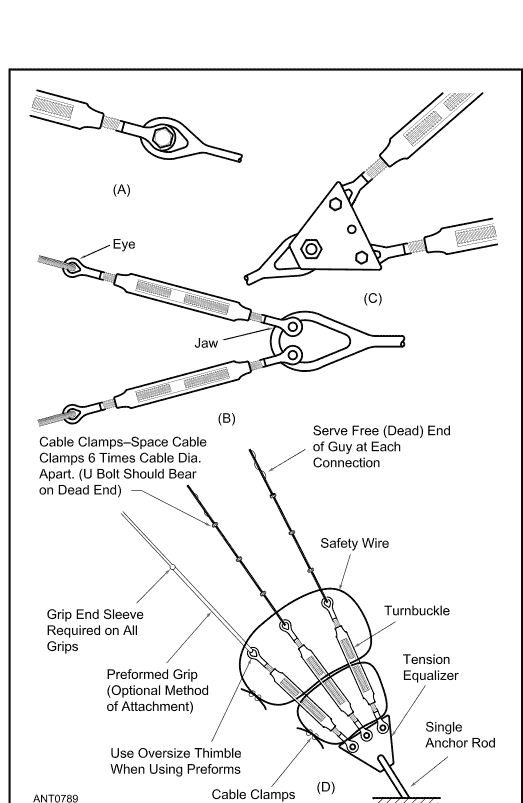 (A)
Eye
(C)
Jaw
(B)
Cable Clamps–Space Cable
Clamps 6 Times Cable Dia.
Apart. (U Bolt Should Bear
on Dead End)
Serve Free (Dead) End
of Guy at Each
Connection
Safety Wire
Grip End Sleeve
Required on All
Grips
Turnbuckle
Preformed Grip
(Optional Method
of Attachment)
Tension
Equalizer
Use Oversize Thimble
When Using Preforms
Single
Anchor Rod
(D)
Cable Clamps
ANT0789